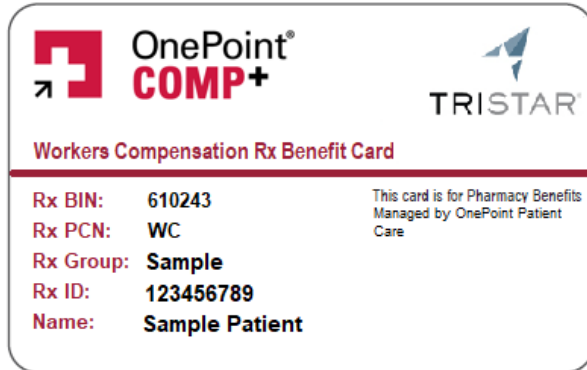 OnePoint®
COMP+
TRISTAR®
Workers Compensation Rx Benefit Card
Rx BIN: 610243
Rx PCN: WC
Rx Group: Sample
Rx ID: 123456789
Name: Sample Patient
This card is for Pharmacy Benefits
Managed by OnePoint Patient
Care